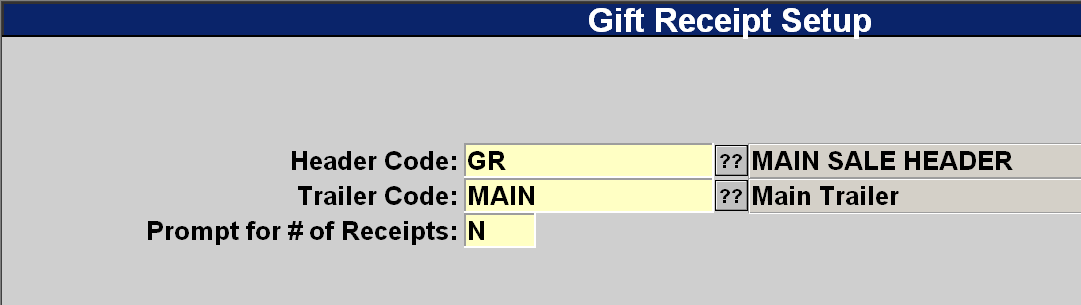 Gift Receipt Setup
Header Code: GR ?? MAIN SALE HEADER
Trailer Code: MAIN ?? Main Trailer
Prompt for # of Receipts: N